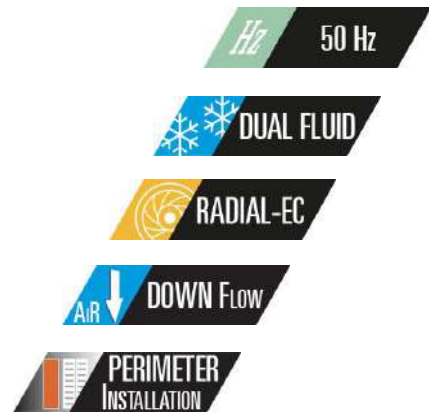 Hz 50 Hz
DUAL FLUID
RADIAL-EC
AIR DOWN FLOW
PERIMETER
INSTALLATION